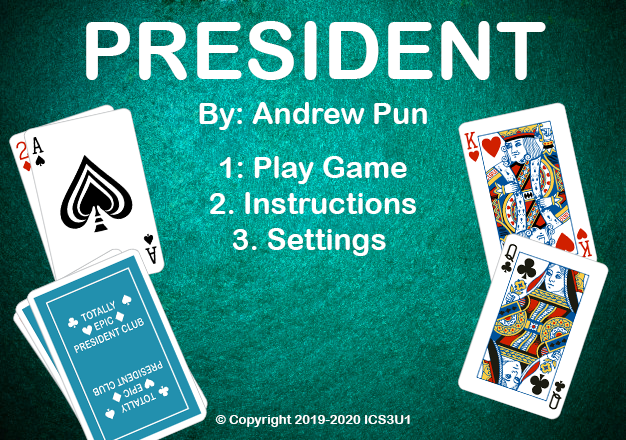 PRESIDENT
By: Andrew Pun
1: Play Game
2. Instructions
3. Settings
2
A
A
K
K
Q
Q
TOTALLY
EPIC
PRESIDENT CLUB
PRESIDENT CLUB
EPIC
TOTALLY
© Copyright 2019-2020 ICS3U1